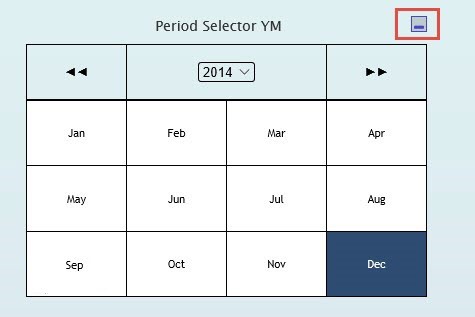 Period Selector YM
◄◄ 2014 ►►
Jan Feb Mar Apr
May Jun Jul Aug
Sep Oct Nov Dec